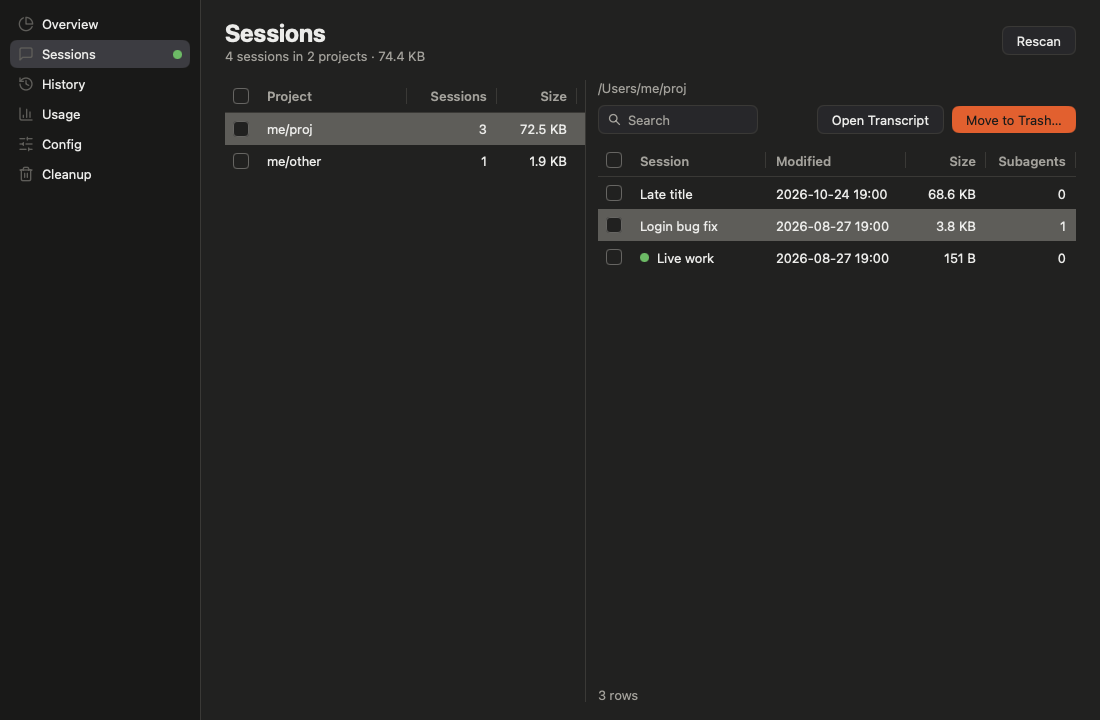 Overview
Sessions
History
Usage
Config
Cleanup
Sessions
4 sessions in 2 projects · 74.4 KB
Rescan
Project Sessions Size
me/proj 3 72.5 KB
me/other 1 1.9 KB
/Users/me/proj
Search
Open Transcript
Move to Trash...
Session Modified Size Subagents
Late title 2026-10-24 19:00 68.6 KB 0
Login bug fix 2026-08-27 19:00 3.8 KB 1
Live work 2026-08-27 19:00 151 B 0
3 rows